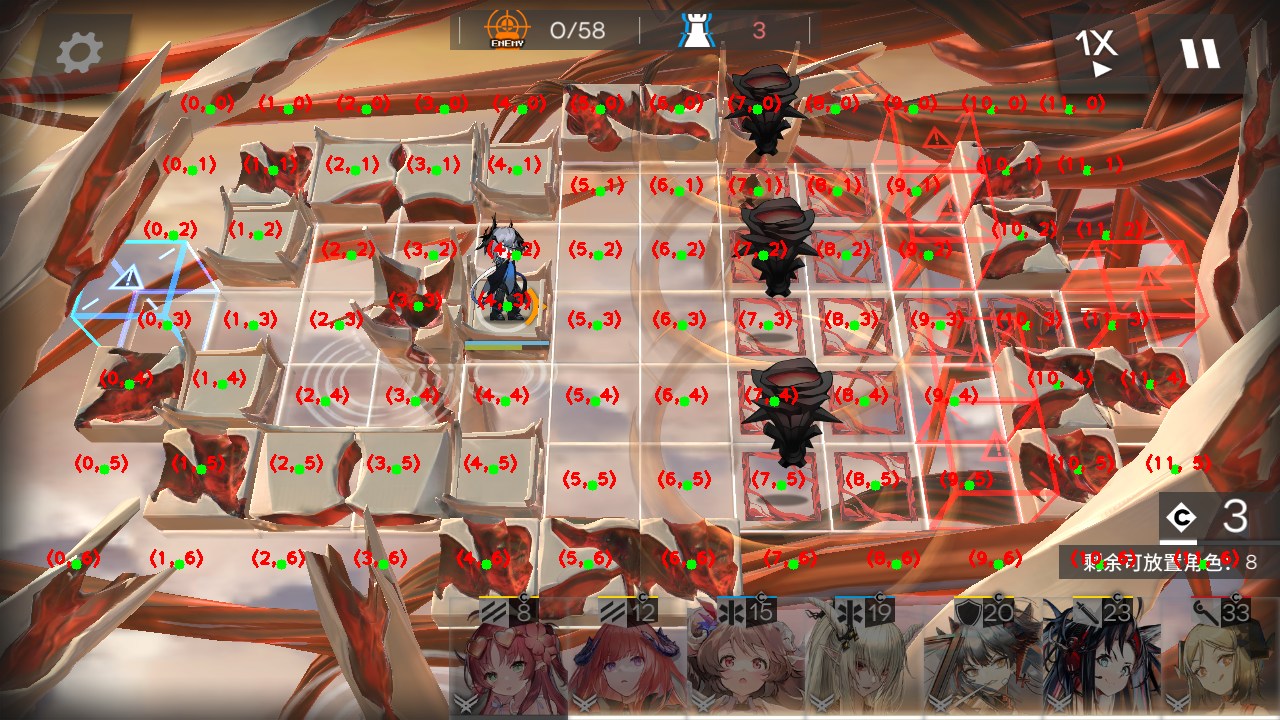 ENEMY 0/58 3 1X
(0, 0) (1, 0) (2, 0) (3, 0) (4, 0) (5, 0) (6, 0) (7, 0) (8, 0) (9, 0) (10, 0) (11, 0)
(0, 1) (1, 1) (2, 1) (3, 1) (4, 1) (5, 1) (6, 1) (7, 1) (8, 1) (9, 1) (10, 1) (11, 1)
(0, 2) (1, 2) (2, 2) (3, 2) (4, 2) (5, 2) (6, 2) (7, 2) (8, 2) (9, 2) (10, 2) (11, 2)
(0, 3) (1, 3) (2, 3) (3, 3) (4, 3) (5, 3) (6, 3) (7, 3) (8, 3) (9, 3) (10, 3) (11, 3)
(0, 4) (1, 4) (2, 4) (3, 4) (4, 4) (5, 4) (6, 4) (7, 4) (8, 4) (9, 4) (10, 4) (11, 4)
(0, 5) (1, 5) (2, 5) (3, 5) (4, 5) (5, 5) (6, 5) (7, 5) (8, 5) (9, 5) (10, 5) (11, 5)
C 3
(0, 6) (1, 6) (2, 6) (3, 6) (4, 6) (5, 6) (6, 6) (7, 6) (8, 6) (9, 6) (10, 6) (11, 6)
剩余可放置角色: 8
C C C C C C C
8 12 15 19 20 23 33